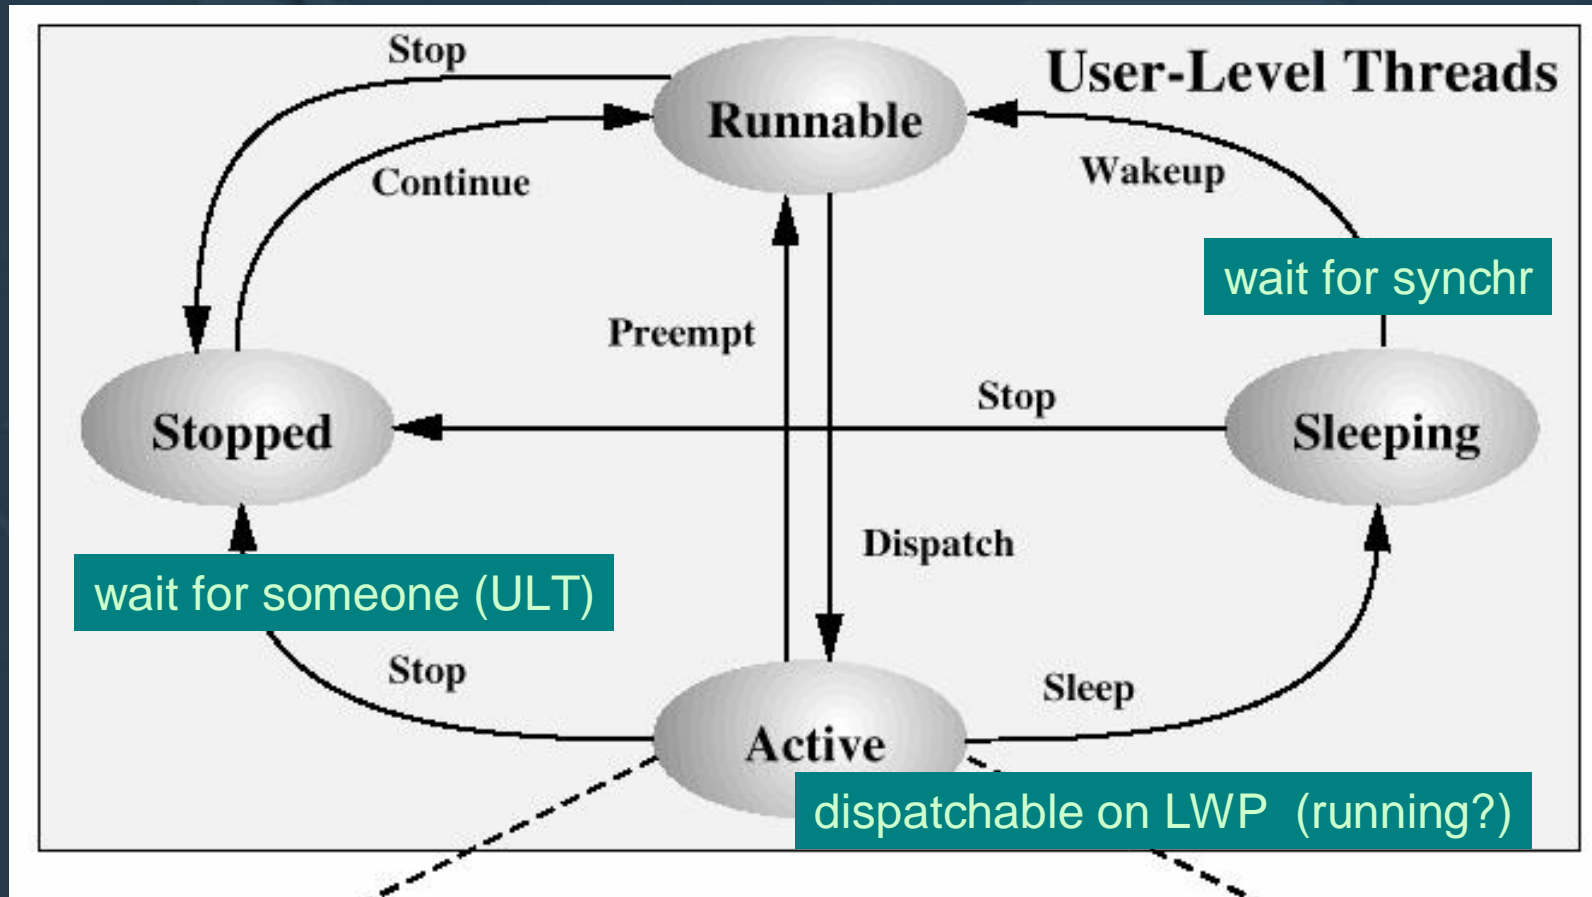 Stop
User-Level Threads
Runnable
Continue
Wakeup
wait for synchr
Preempt
Stop
Stopped
Sleeping
Dispatch
wait for someone (ULT)
Stop
Sleep
Active
dispatchable on LWP (running?)